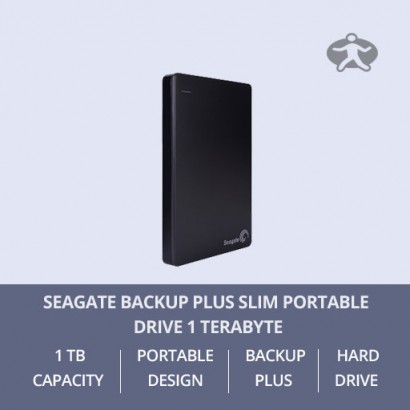 Seagate
SEAGATE BACKUP PLUS SLIM PORTABLE
DRIVE 1 TERABYTE
1 TB
CAPACITY
PORTABLE
DESIGN
BACKUP
PLUS
HARD
DRIVE